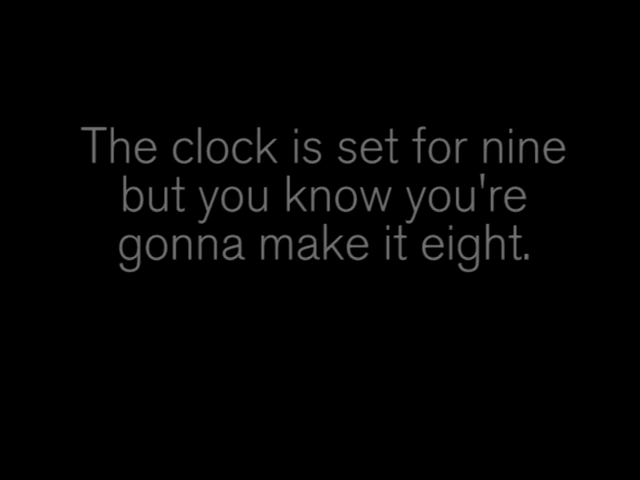 The clock is set for nine
but you know you're
gonna make it eight.